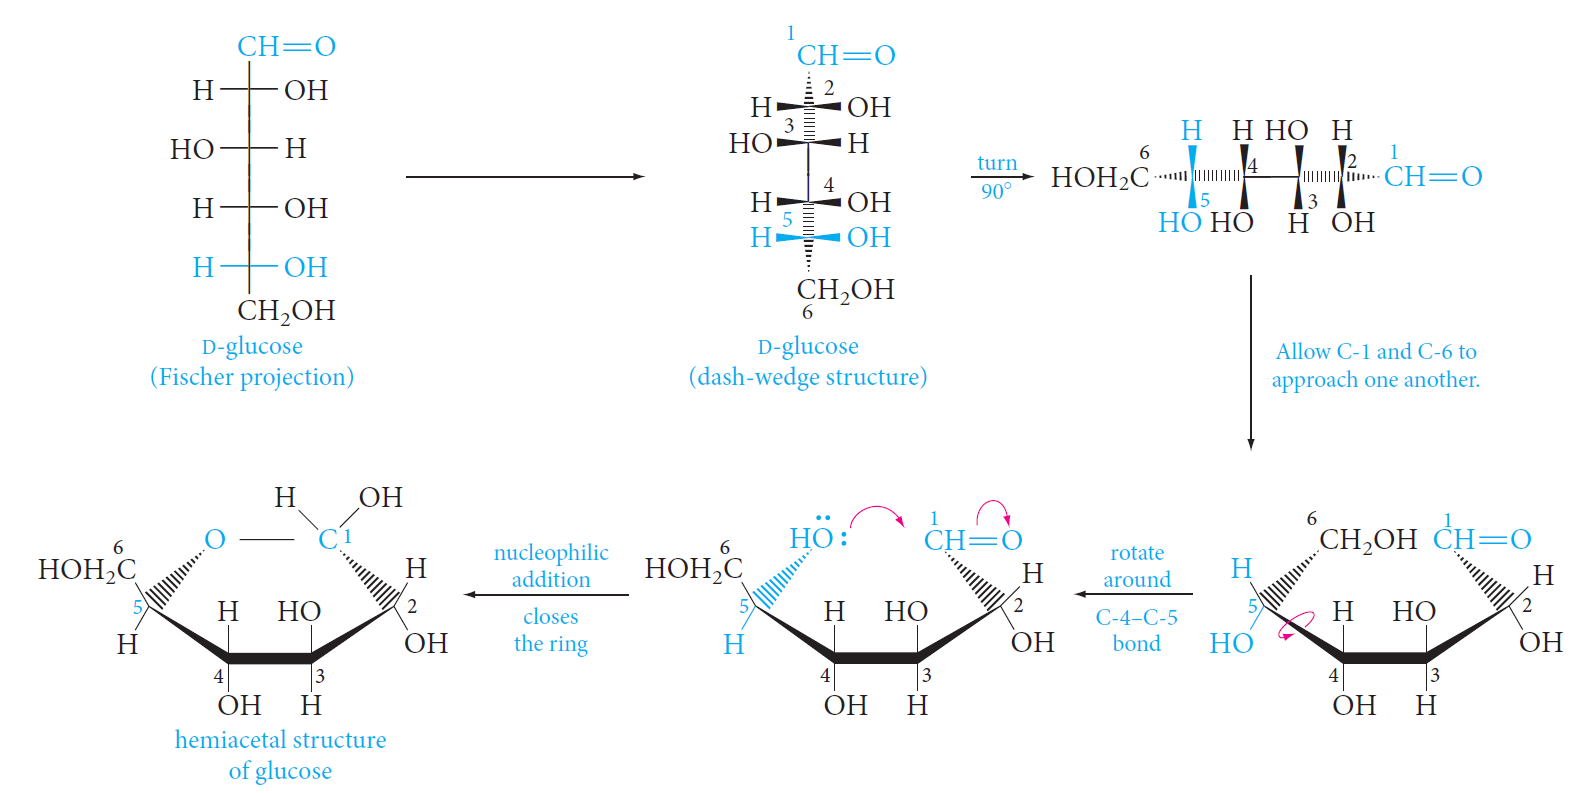 CH=O
H OH
HO H
H OH
H OH
CH₂OH
D-glucose
(Fischer projection)
1
CH=O
2
H OH
3
HO H
4
H OH
5
H OH
CH₂OH
6
D-glucose
(dash-wedge structure)
turn
90°
H H HO H
6 4 2 1
HOH₂C CH=O
5 3
HO HO H OH
Allow C-1 and C-6 to
approach one another.
6 1
CH₂OH CH=O
H H
5 H HO 2
HO OH
4 3
OH H
rotate
around
C-4–C-5
bond
1
HO: CH=O
6
HOH₂C H
5 H HO 2
H OH
4 3
OH H
nucleophilic
addition
closes
the ring
H OH
O C 1
6
HOH₂C H
5 H HO 2
H OH
4 3
OH H
hemiacetal structure
of glucose